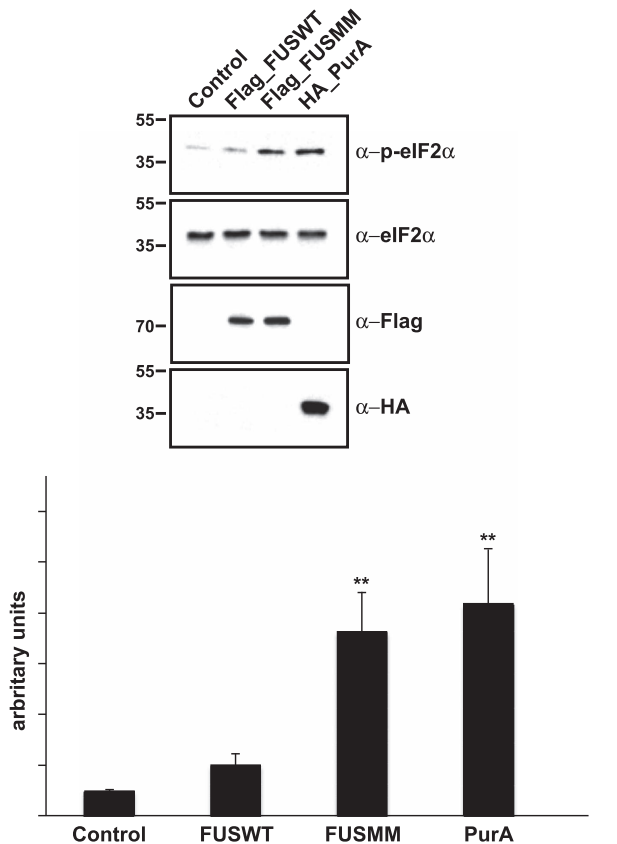 Control
Flag_FUSWT
Flag_FUSMM
HA_PurA
55
35
α–p-eIF2α
55
35
α–eIF2α
70
α–Flag
55
35
α–HA
arbritary units
**
**
Control FUSWT FUSMM PurA